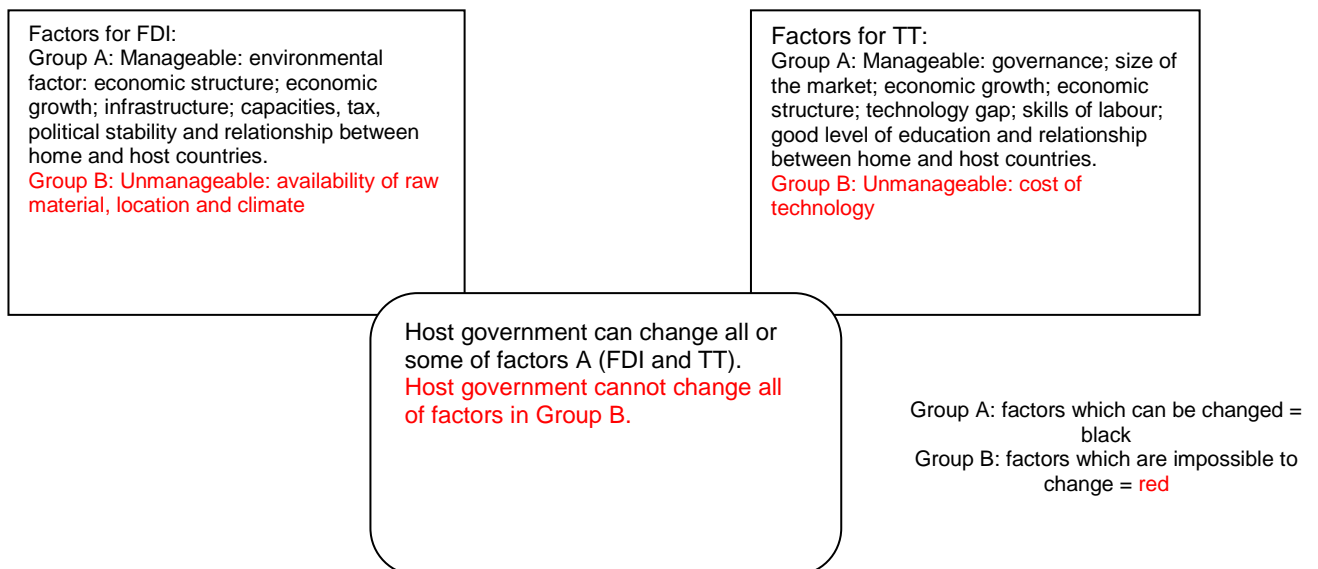 Factors for FDI:
Group A: Manageable: environmental
factor: economic structure; economic
growth; infrastructure; capacities, tax,
political stability and relationship between
home and host countries.
Group B: Unmanageable: availability of raw
material, location and climate
Factors for TT:
Group A: Manageable: governance; size of
the market; economic growth; economic
structure; technology gap; skills of labour;
good level of education and relationship
between home and host countries.
Group B: Unmanageable: cost of
technology
Host government can change all or
some of factors A (FDI and TT).
Host government cannot change all
of factors in Group B.
Group A: factors which can be changed =
black
Group B: factors which are impossible to
change = red